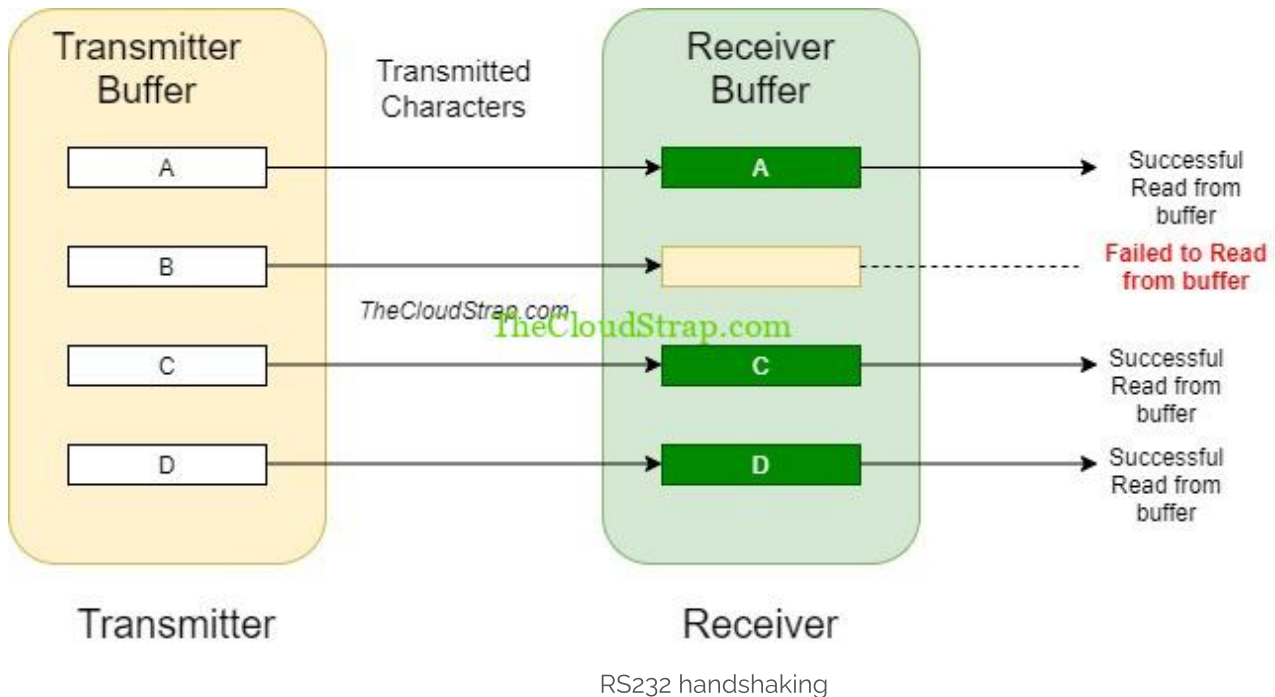 Transmitter
Buffer
Transmitted
Characters
Receiver
Buffer
A
A
Successful
Read from
buffer
B
Failed to Read
from buffer
TheCloudStrap.com
TheCloudStrap.com
C
C
Successful
Read from
buffer
D
D
Successful
Read from
buffer
Transmitter
Receiver
RS232 handshaking